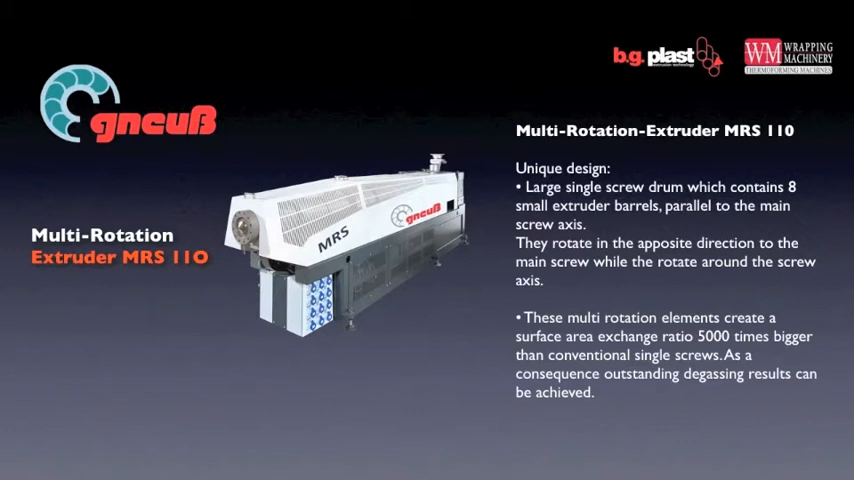 b.g. plast
extrusion technology
WM WRAPPING
MACHINERY
THERMOFORMING MACHINES
gneuß
Multi-Rotation-Extruder MRS 110
Unique design:
• Large single screw drum which contains 8
small extruder barrels, parallel to the main
screw axis.
They rotate in the apposite direction to the
main screw while the rotate around the screw
axis.
• These multi rotation elements create a
surface area exchange ratio 5000 times bigger
than conventional single screws. As a
consequence outstanding degassing results can
be achieved.
Multi-Rotation
Extruder MRS 110
MRS
gneuß